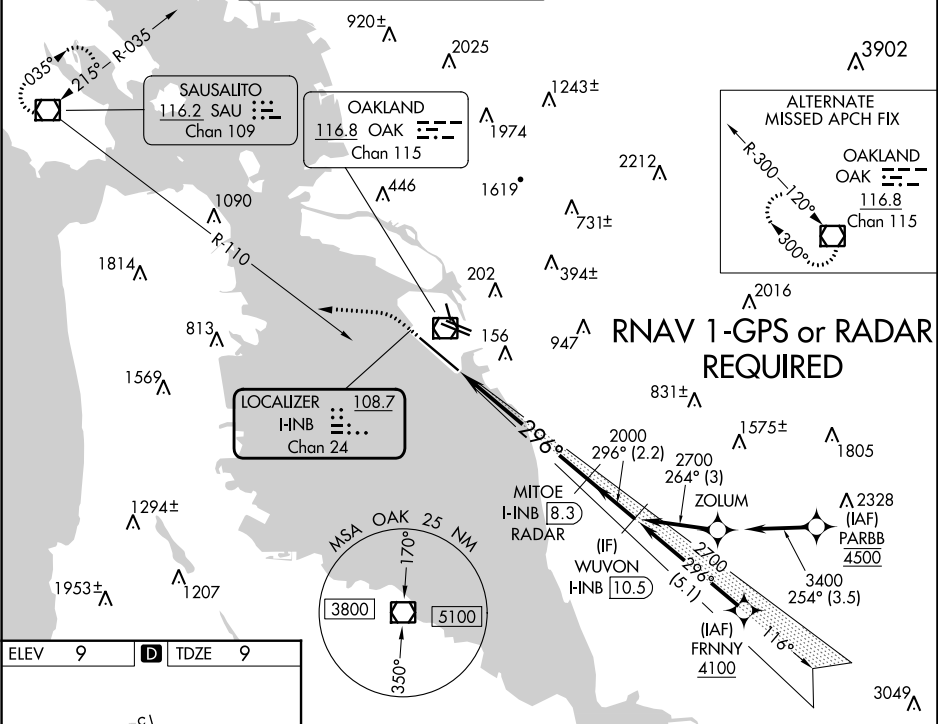 920±
2025
3902
035°
215°
R-035
1243±
SAUSALITO
116.2 SAU
Chan 109
OAKLAND
116.8 OAK
Chan 115
1974
ALTERNATE
MISSED APCH FIX
R-300
120°
300°
OAKLAND
OAK
116.8
Chan 115
2212
446
1619
1090
731±
R-110
1814
394±
202
2016
813
156
947
RNAV 1-GPS or RADAR
REQUIRED
1569
LOCALIZER 108.7
I-INB
Chan 24
831±
296°
2000
296° (2.2)
2700
264° (3)
1575±
1805
MITOE
I-INB 8.3
RADAR
ZOLUM
2328
(IAF)
PARBB
4500
1294±
MSA OAK 25 NM
170°
3800
5100
350°
(IF)
WUVON
I-INB 10.5
2700
296°
(5.1)
3400
254° (3.5)
1953±
1207
(IAF)
FRNNY
4100
116°
3049
ELEV 9 D TDZE 9